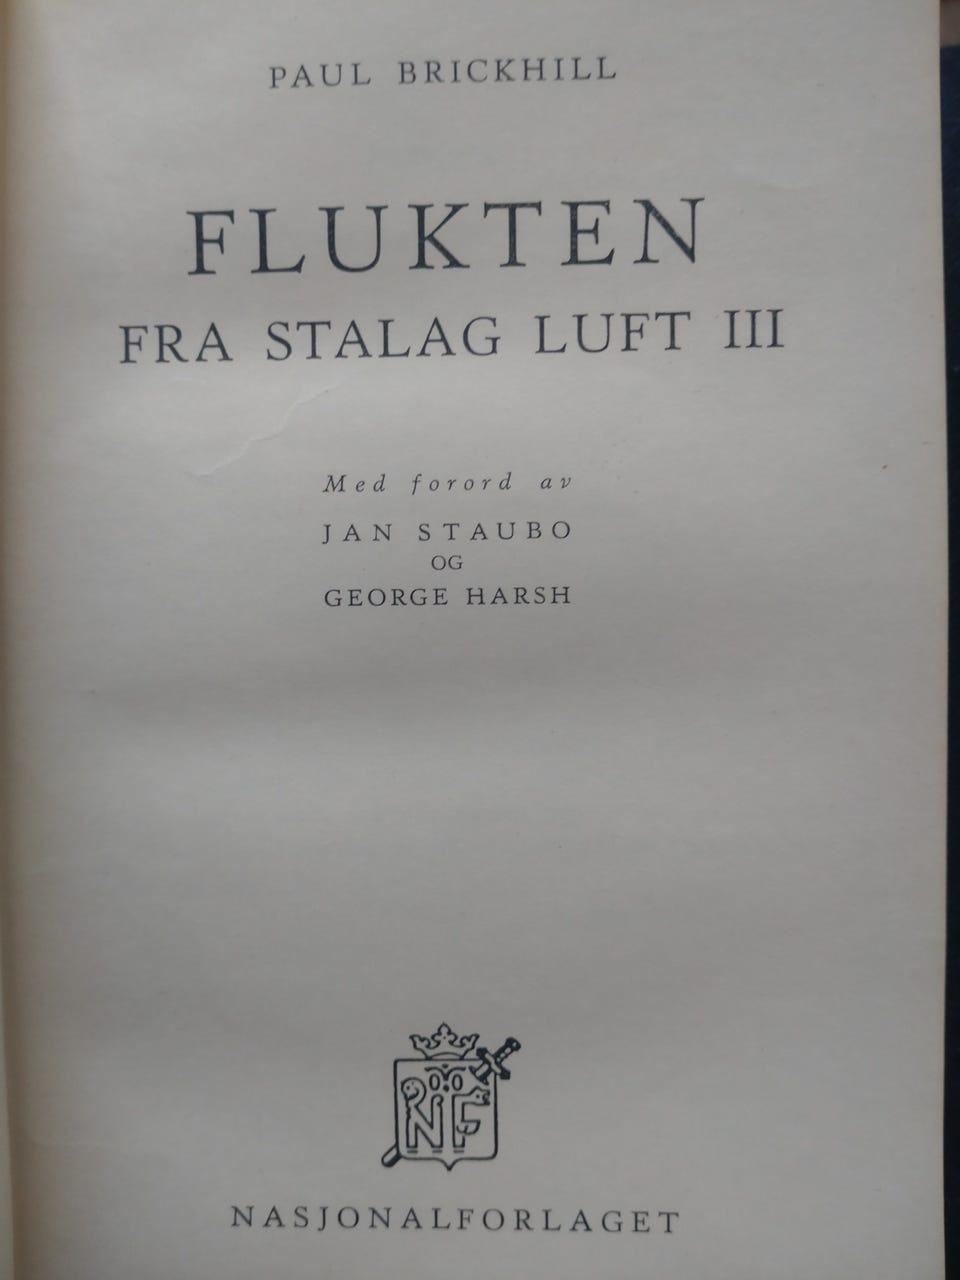 PAUL BRICKHILL
FLUKTEN
FRA STALAG LUFT III
Med forord av
JAN STAUBO
OG
GEORGE HARSH
NF
NASJONALFORLAGET